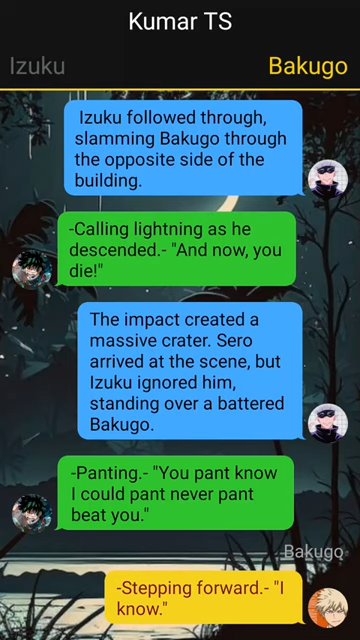 Kumar TS
Izuku
Bakugo
Izuku followed through,
slamming Bakugo through
the opposite side of the
building.
-Calling lightning as he
descended.- "And now, you
die!"
The impact created a
massive crater. Sero
arrived at the scene, but
Izuku ignored him,
standing over a battered
Bakugo.
-Panting.- "You pant know
I could pant never pant
beat you."
Bakugo
-Stepping forward.- "I
know."